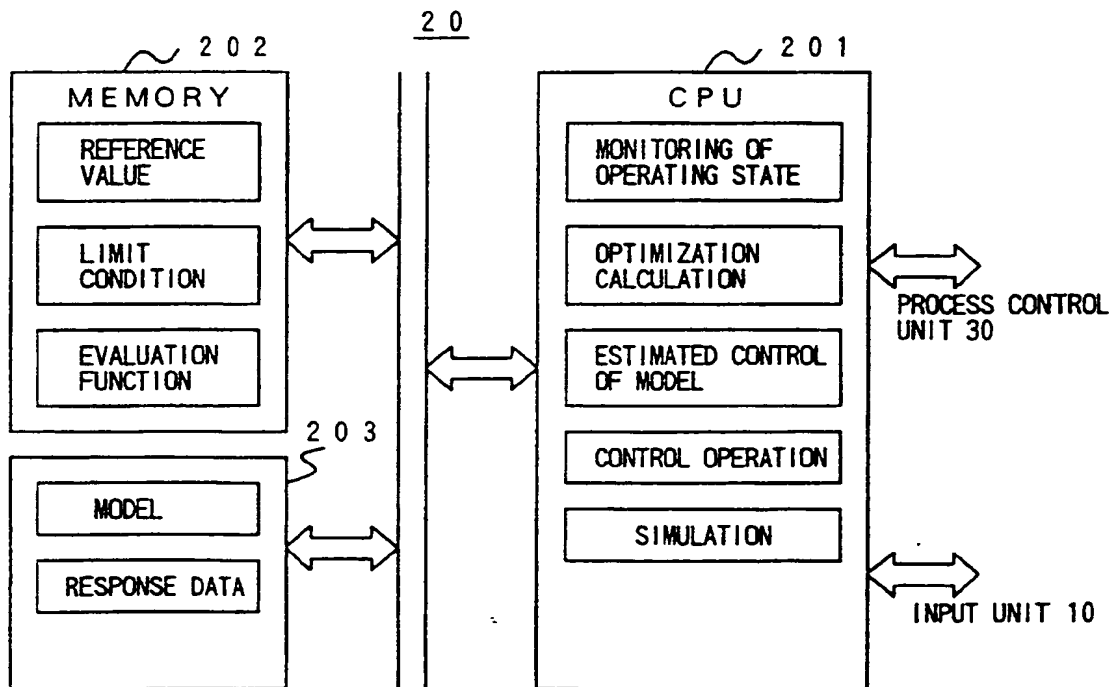 20
202
MEMORY
REFERENCE
VALUE
LIMIT
CONDITION
EVALUATION
FUNCTION
203
MODEL
RESPONSE DATA
201
CPU
MONITORING OF
OPERATING STATE
OPTIMIZATION
CALCULATION
ESTIMATED CONTROL
OF MODEL
CONTROL OPERATION
SIMULATION
PROCESS CONTROL
UNIT 30
INPUT UNIT 10